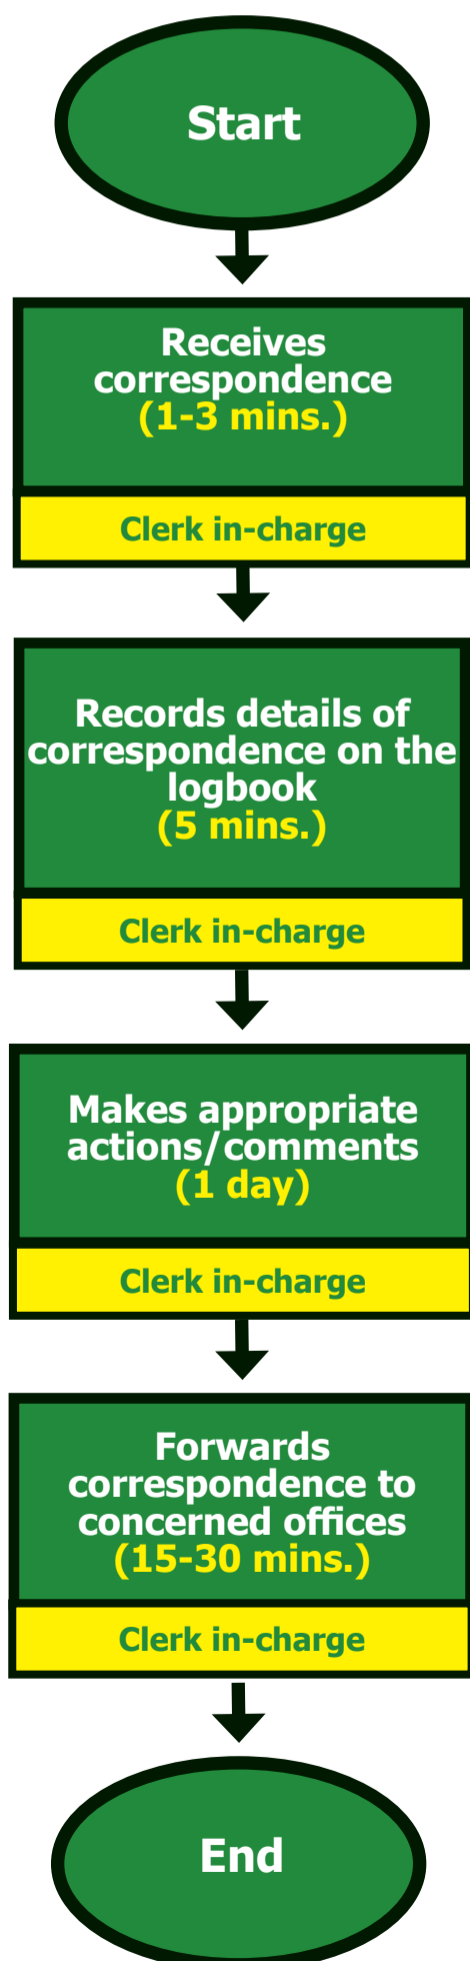 Start
Receives
correspondence
(1-3 mins.)
Clerk in-charge
Records details of
correspondence on the
logbook
(5 mins.)
Clerk in-charge
Makes appropriate
actions/comments
(1 day)
Clerk in-charge
Forwards
correspondence to
concerned offices
(15-30 mins.)
Clerk in-charge
End